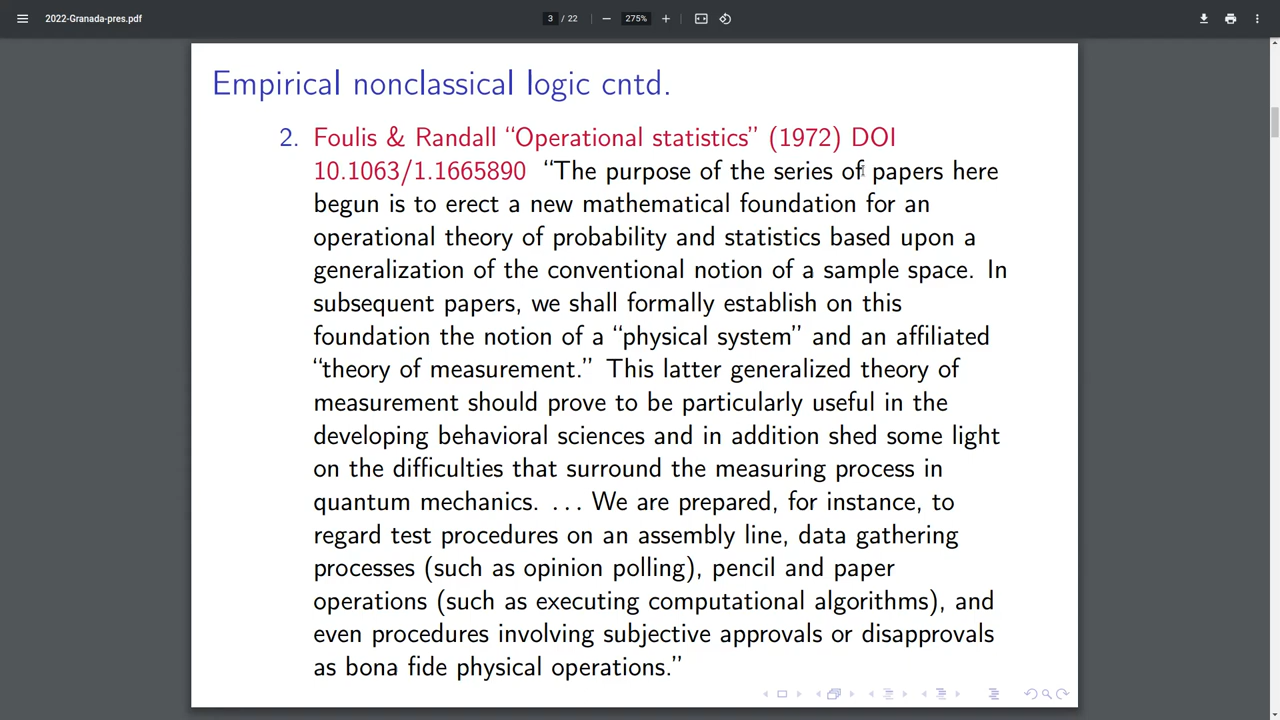 2022-Granada-pres.pdf
3 / 22
275%
Empirical nonclassical logic cntd.
2. Foulis & Randall “Operational statistics” (1972) DOI
10.1063/1.1665890 “The purpose of the series of papers here
begun is to erect a new mathematical foundation for an
operational theory of probability and statistics based upon a
generalization of the conventional notion of a sample space. In
subsequent papers, we shall formally establish on this
foundation the notion of a “physical system” and an affiliated
“theory of measurement.” This latter generalized theory of
measurement should prove to be particularly useful in the
developing behavioral sciences and in addition shed some light
on the difficulties that surround the measuring process in
quantum mechanics. ... We are prepared, for instance, to
regard test procedures on an assembly line, data gathering
processes (such as opinion polling), pencil and paper
operations (such as executing computational algorithms), and
even procedures involving subjective approvals or disapprovals
as bona fide physical operations.”